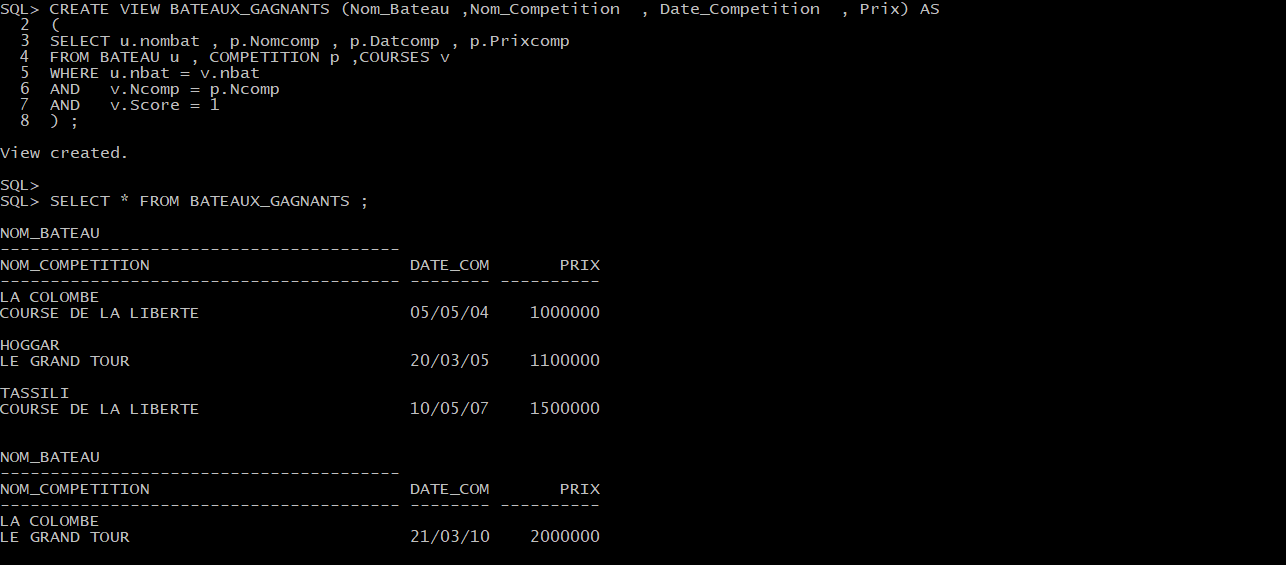 SQL> CREATE VIEW BATEAUX_GAGNANTS (Nom_Bateau ,Nom_Competition  , Date_Competition  , Prix) AS
  2  (
  3  SELECT u.nombat , p.Nomcomp , p.Datcomp , p.Prixcomp
  4  FROM BATEAU u , COMPETITION p ,COURSES v
  5  WHERE u.nbat = v.nbat
  6  AND   v.Ncomp = p.Ncomp
  7  AND   v.Score = 1
  8  ) ;
View created.
SQL>
SQL> SELECT * FROM BATEAUX_GAGNANTS ;
NOM_BATEAU
----------------------------------------
NOM_COMPETITION                          DATE_COM       PRIX
---------------------------------------- -------- ----------
LA COLOMBE
COURSE DE LA LIBERTE                     05/05/04    1000000
HOGGAR
LE GRAND TOUR                            20/03/05    1100000
TASSILI
COURSE DE LA LIBERTE                     10/05/07    1500000
NOM_BATEAU
----------------------------------------
NOM_COMPETITION                          DATE_COM       PRIX
---------------------------------------- -------- ----------
LA COLOMBE
LE GRAND TOUR                            21/03/10    2000000